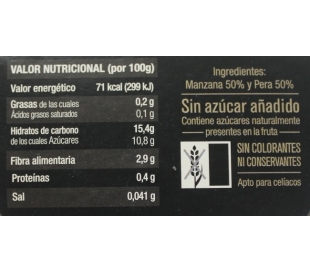 VALOR NUTRICIONAL (por 100g)
Valor energético 71 kcal (299 kJ)
Grasas de las cuales 0,2 g
Ácidos grasos saturados 0,1 g
Hidratos de carbono 15,4g
de los cuales Azúcares 10,8 g
Fibra alimentaria 2,9 g
Proteínas 0,4 g
Sal 0,041 g
Ingredientes:
Manzana 50% y Pera 50%
Sin azúcar añadido
Contiene azúcares naturalmente
presentes en la fruta
SIN COLORANTES
NI CONSERVANTES
Apto para celíacos